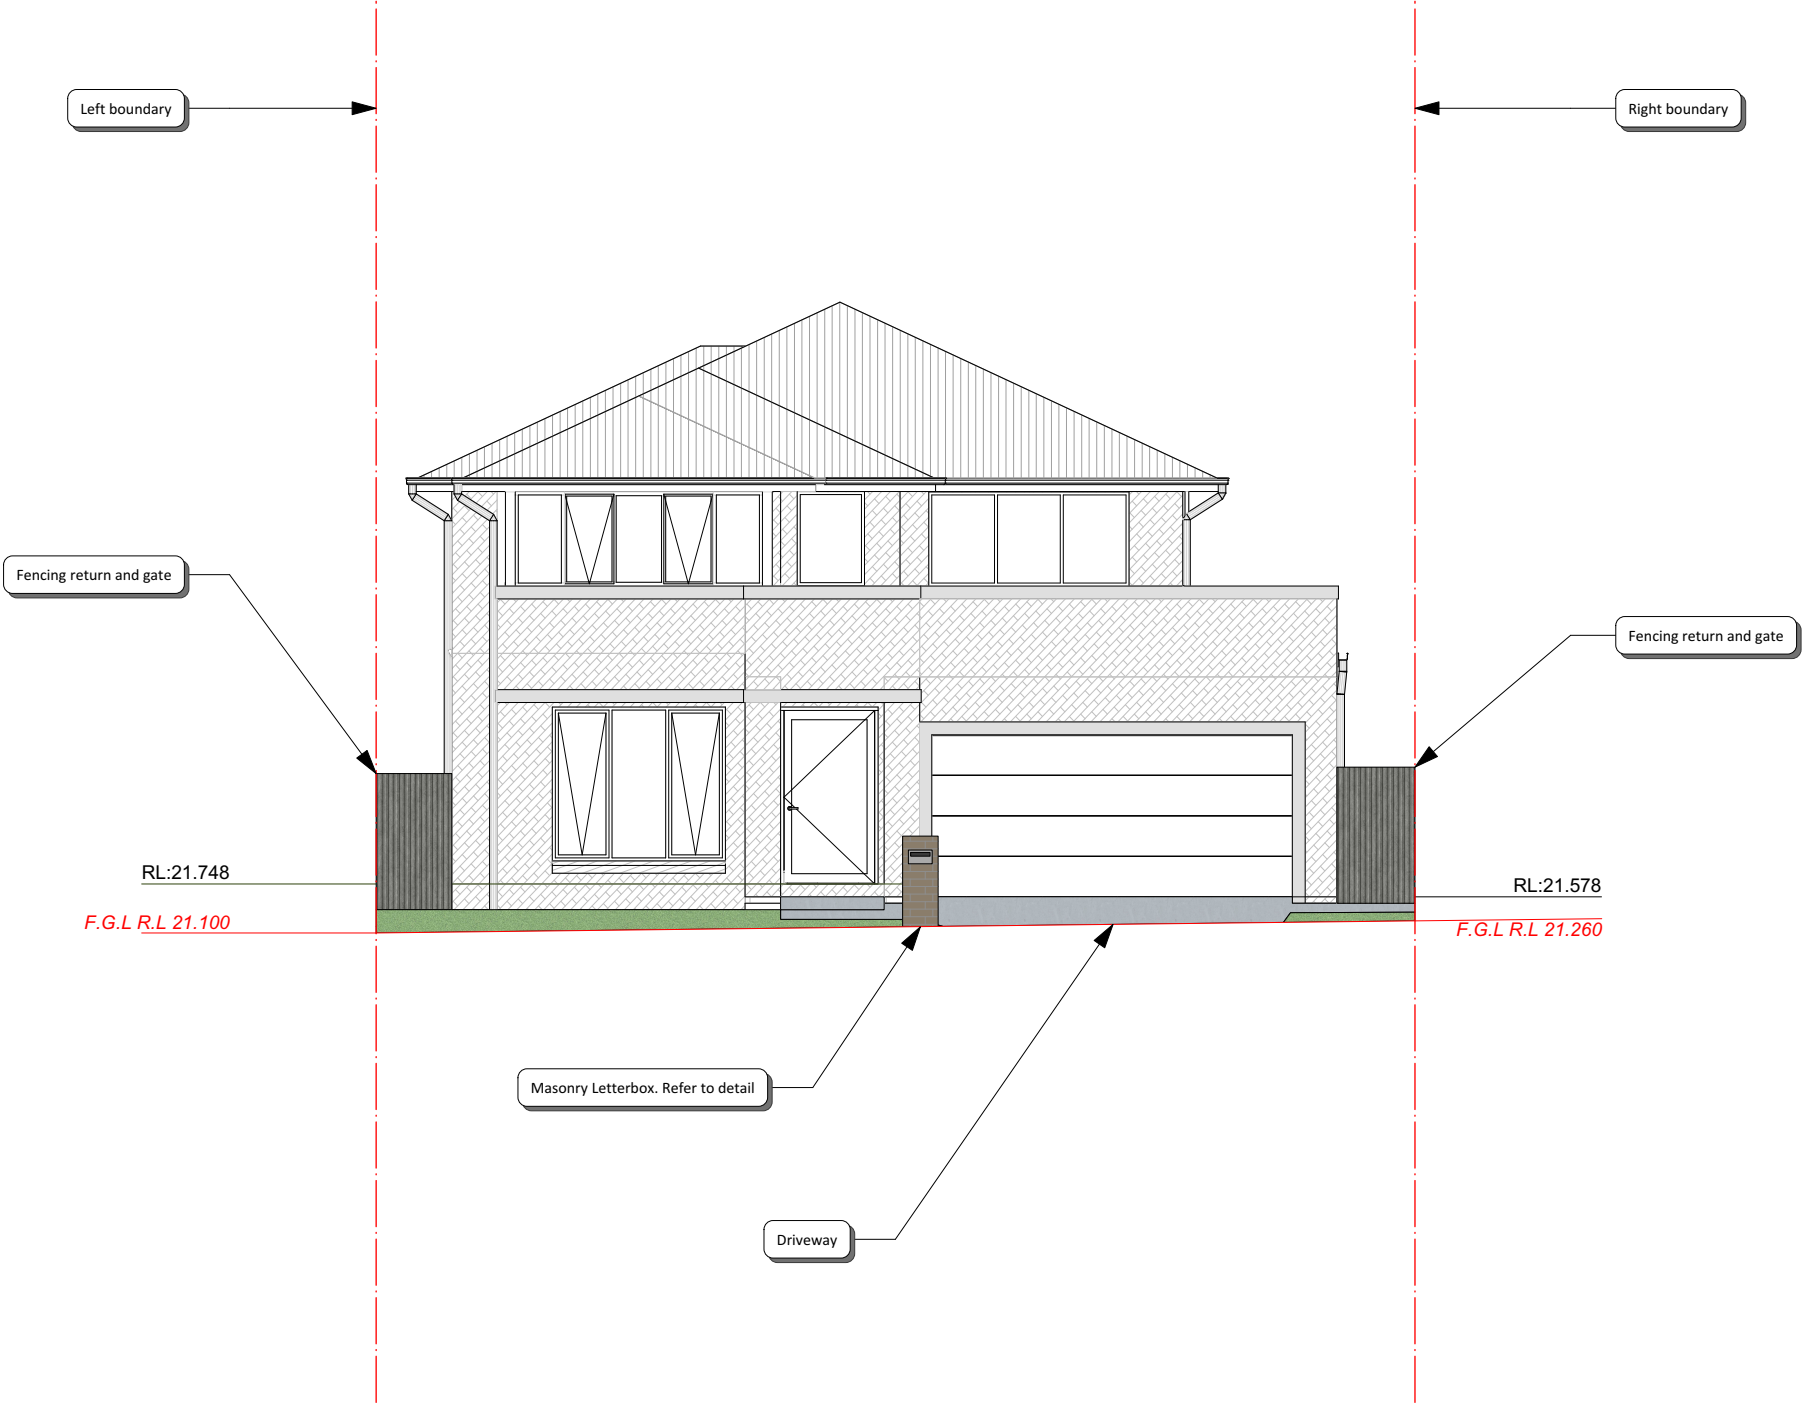 Left boundary
Right boundary
Fencing return and gate
Fencing return and gate
RL:21.748
RL:21.578
F.G.L R.L 21.100
F.G.L R.L 21.260
Masonry Letterbox. Refer to detail
Driveway